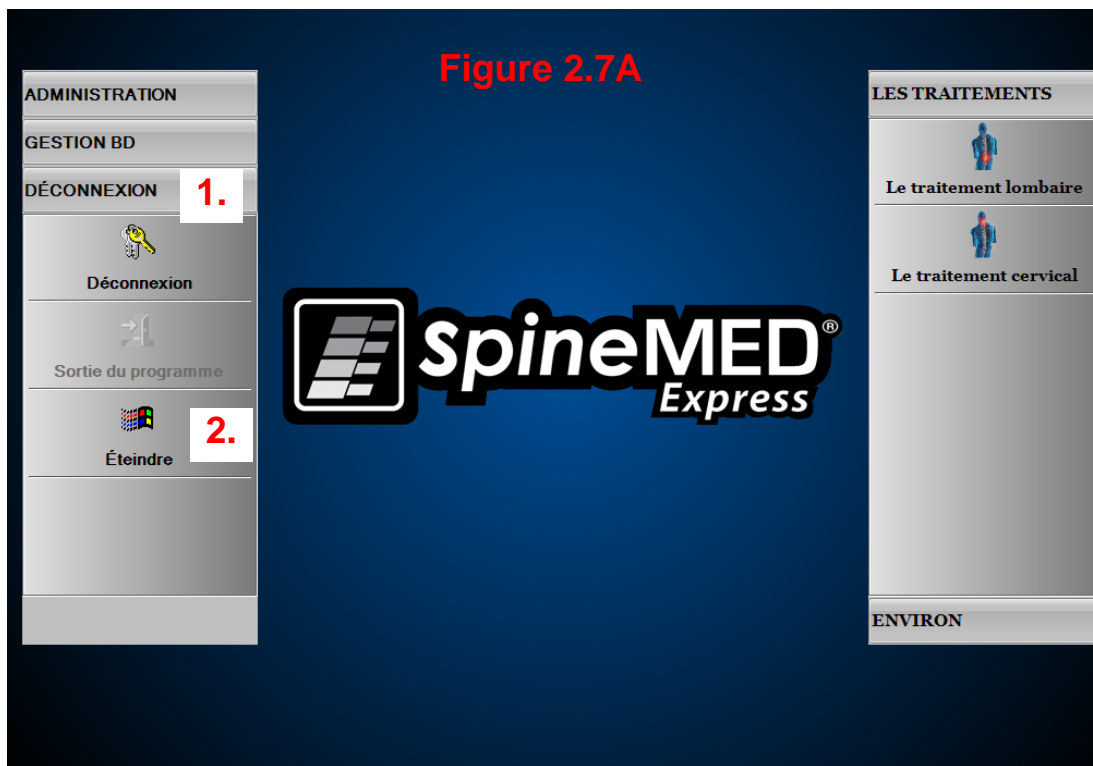 Figure 2.7A
ADMINISTRATION
GESTION BD
DÉCONNEXION
1.
Déconnexion
Sortie du programme
Éteindre
2.
SpineMED®
Express
LES TRAITEMENTS
Le traitement lombaire
Le traitement cervical
ENVIRON